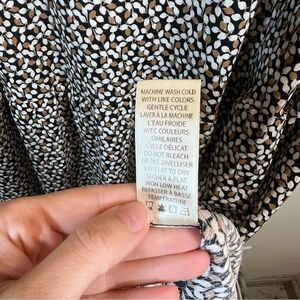 MACHINE WASH COLD
WITH LIKE COLORS
GENTLE CYCLE
LAVER À LA MACHINE
L'EAU FROIDE
AVEC COULEURS
SIMILAIRES
CYCLE DÉLICAT
DO NOT BLEACH
NE PAS JAVELLISER
LAY FLAT TO DRY
SÉCHER À PLAT
IRON LOW HEAT
REPASSER À BASSE
TEMPÉRATURE